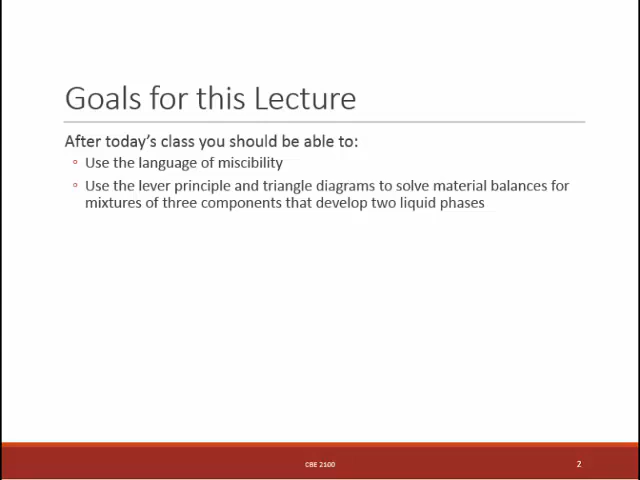 Goals for this Lecture
After today's class you should be able to:
◦ Use the language of miscibility
◦ Use the lever principle and triangle diagrams to solve material balances for
mixtures of three components that develop two liquid phases
CBE 2100
2